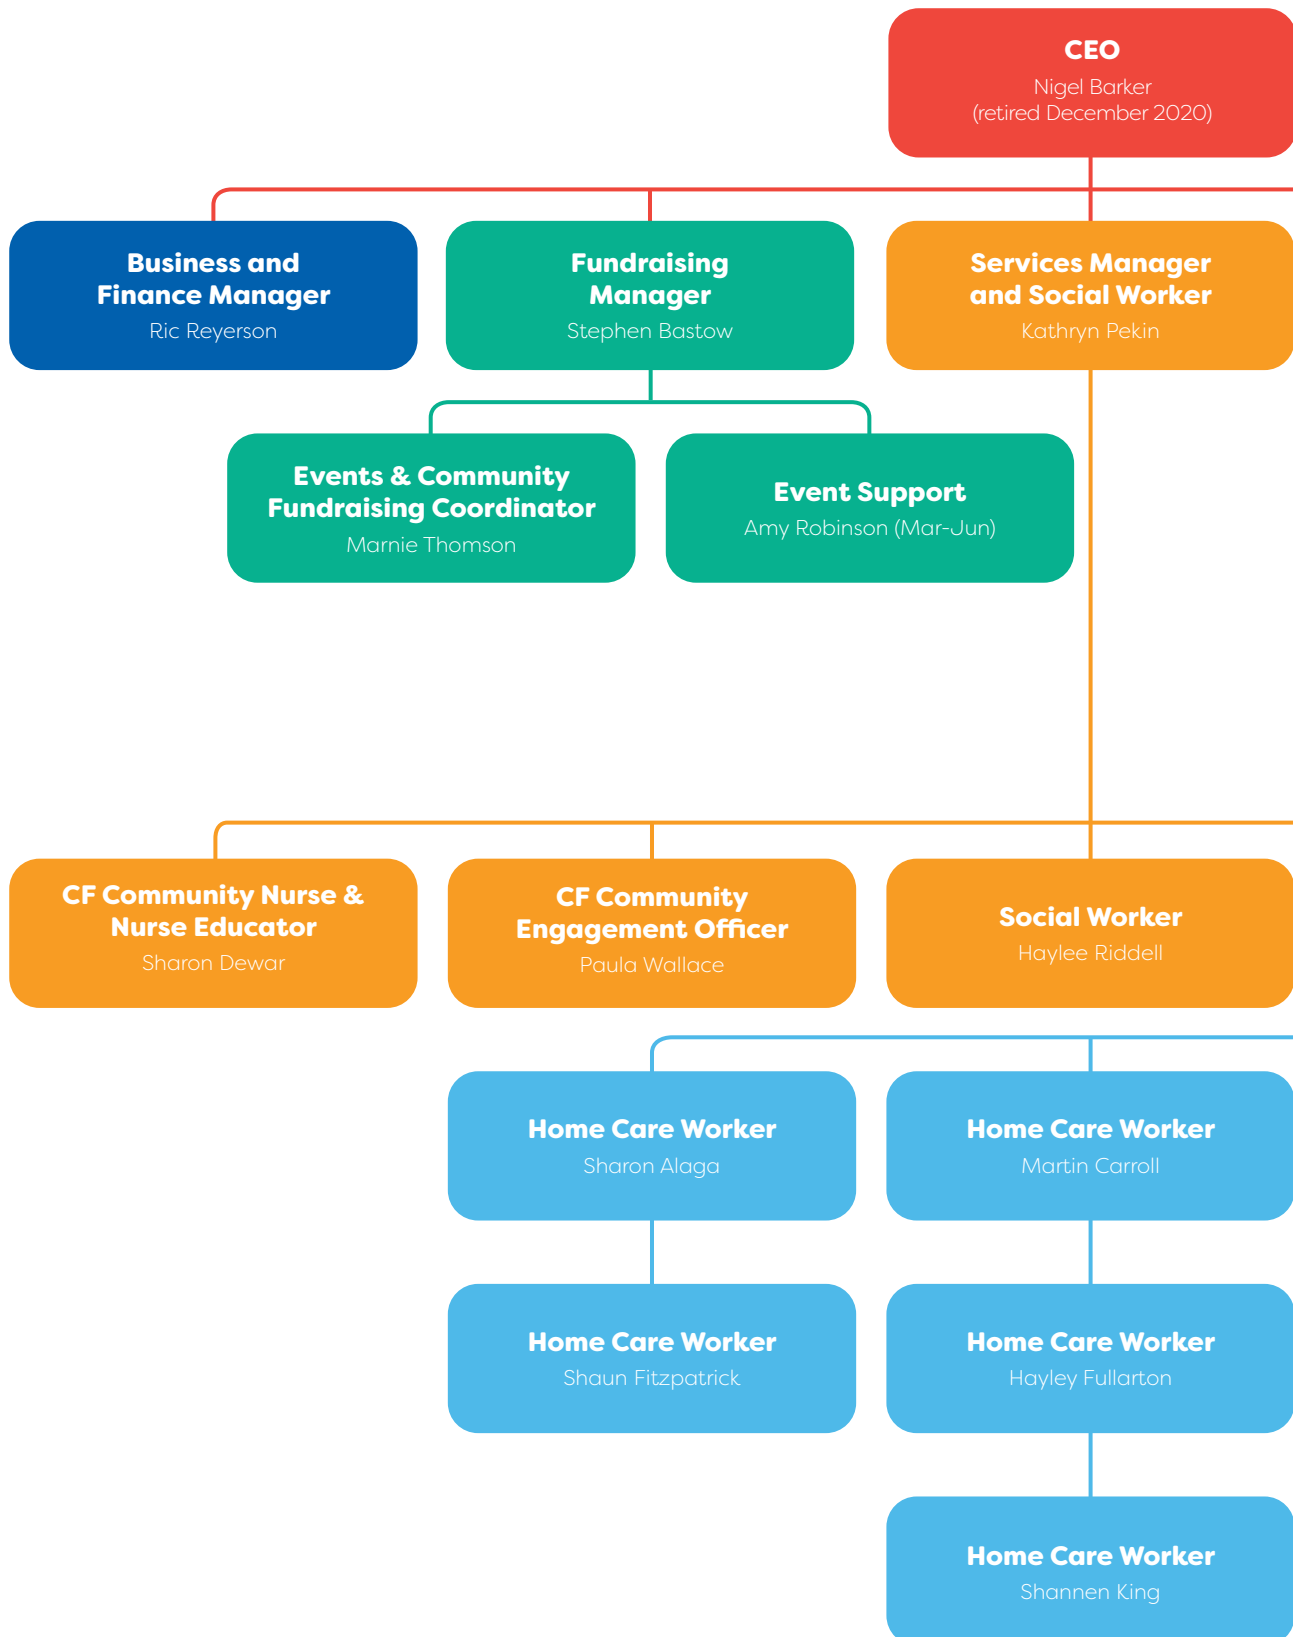 CEO
Nigel Barker
(retired December 2020)
Business and
Finance Manager
Ric Reyerson
Fundraising
Manager
Stephen Bastow
Services Manager
and Social Worker
Kathryn Pekin
Events & Community
Fundraising Coordinator
Marnie Thomson
Event Support
Amy Robinson (Mar-Jun)
CF Community Nurse &
Nurse Educator
Sharon Dewar
CF Community
Engagement Officer
Paula Wallace
Social Worker
Haylee Riddell
Home Care Worker
Sharon Alaga
Home Care Worker
Martin Carroll
Home Care Worker
Shaun Fitzpatrick
Home Care Worker
Hayley Fullarton
Home Care Worker
Shannen King